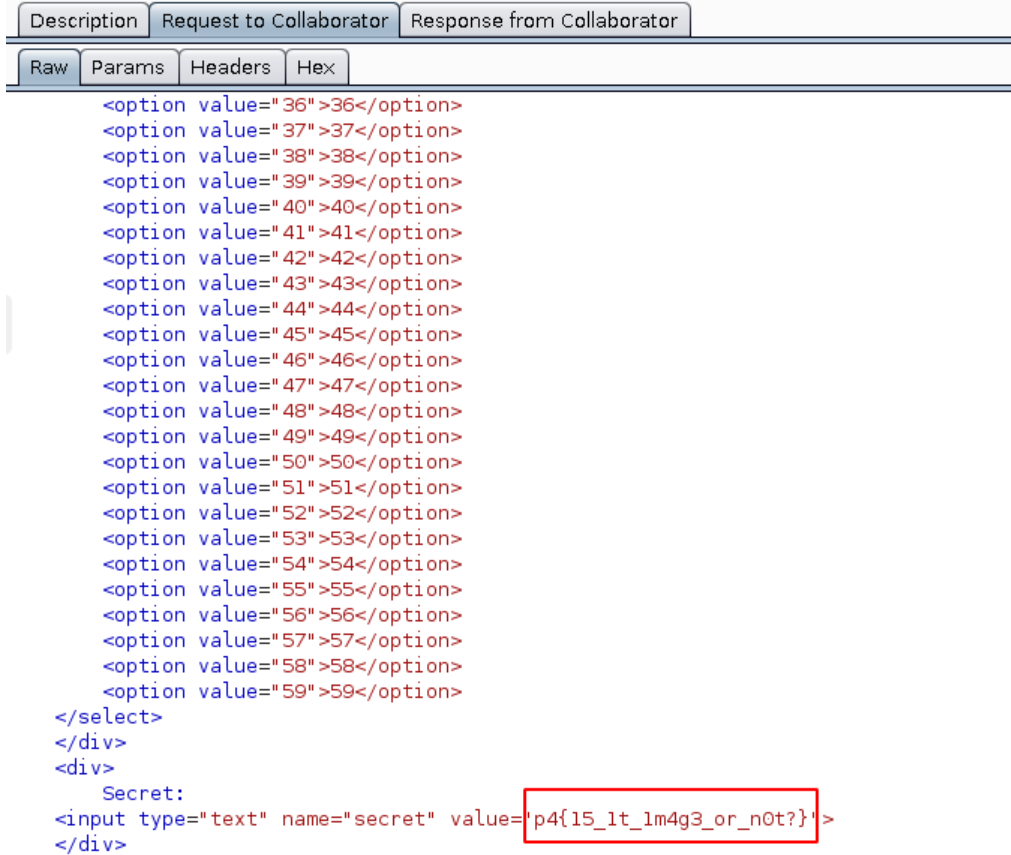 Description Request to Collaborator Response from Collaborator
Raw Params Headers Hex
<option value="36">36</option>
<option value="37">37</option>
<option value="38">38</option>
<option value="39">39</option>
<option value="40">40</option>
<option value="41">41</option>
<option value="42">42</option>
<option value="43">43</option>
<option value="44">44</option>
<option value="45">45</option>
<option value="46">46</option>
<option value="47">47</option>
<option value="48">48</option>
<option value="49">49</option>
<option value="50">50</option>
<option value="51">51</option>
<option value="52">52</option>
<option value="53">53</option>
<option value="54">54</option>
<option value="55">55</option>
<option value="56">56</option>
<option value="57">57</option>
<option value="58">58</option>
<option value="59">59</option>
</select>
</div>
<div>
Secret:
<input type="text" name="secret" value='p4{15_1t_1m4g3_or_n0t?}'>
</div>